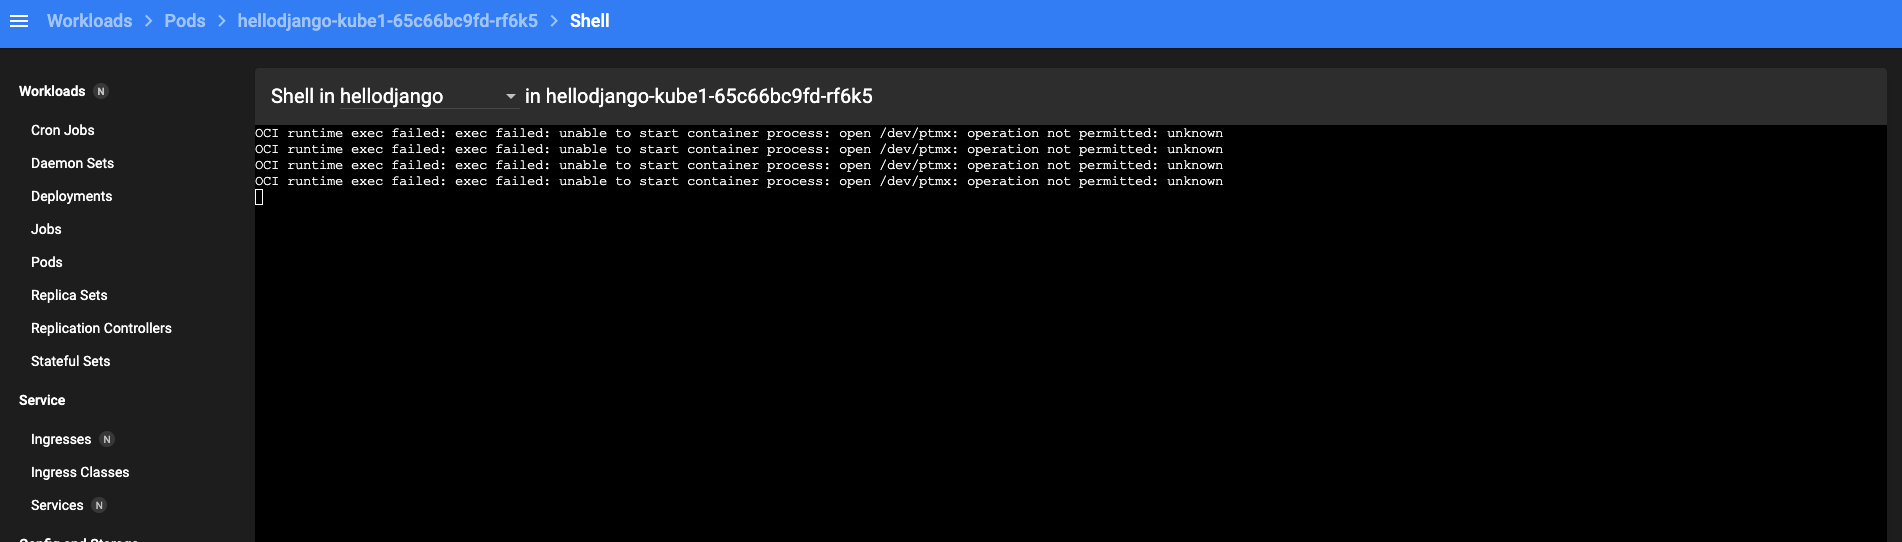 Workloads > Pods > hellodjango-kube1-65c66bc9fd-rf6k5 > Shell
Workloads N
Cron Jobs
Daemon Sets
Deployments
Jobs
Pods
Replica Sets
Replication Controllers
Stateful Sets
Service
Ingresses N
Ingress Classes
Services N
Config and Storage
Shell in hellodjango in hellodjango-kube1-65c66bc9fd-rf6k5
OCI runtime exec failed: exec failed: unable to start container process: open /dev/ptmx: operation not permitted: unknown
OCI runtime exec failed: exec failed: unable to start container process: open /dev/ptmx: operation not permitted: unknown
OCI runtime exec failed: exec failed: unable to start container process: open /dev/ptmx: operation not permitted: unknown
OCI runtime exec failed: exec failed: unable to start container process: open /dev/ptmx: operation not permitted: unknown